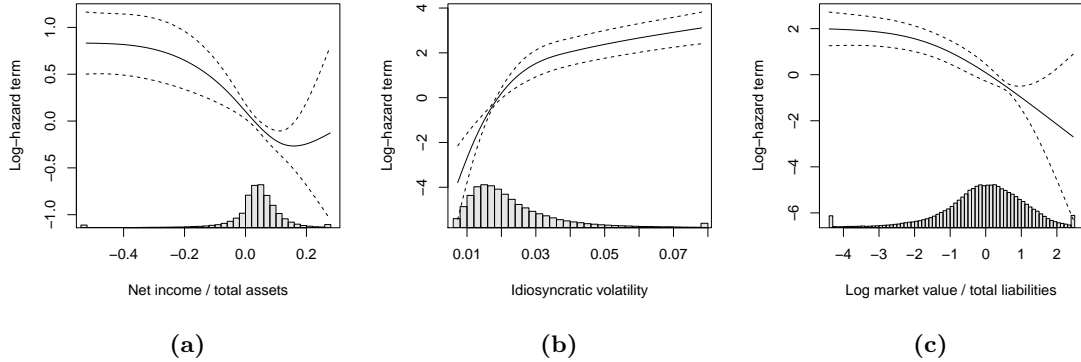 Log−hazard term
1.0
0.5
0.0
−0.5
−1.0
−0.4 −0.2 0.0 0.2
Net income / total assets
(a)
Log−hazard term
4
2
0
−2
−4
0.01 0.03 0.05 0.07
Idiosyncratic volatility
(b)
Log−hazard term
2
0
−2
−4
−6
−4 −3 −2 −1 0 1 2
Log market value / total liabilities
(c)